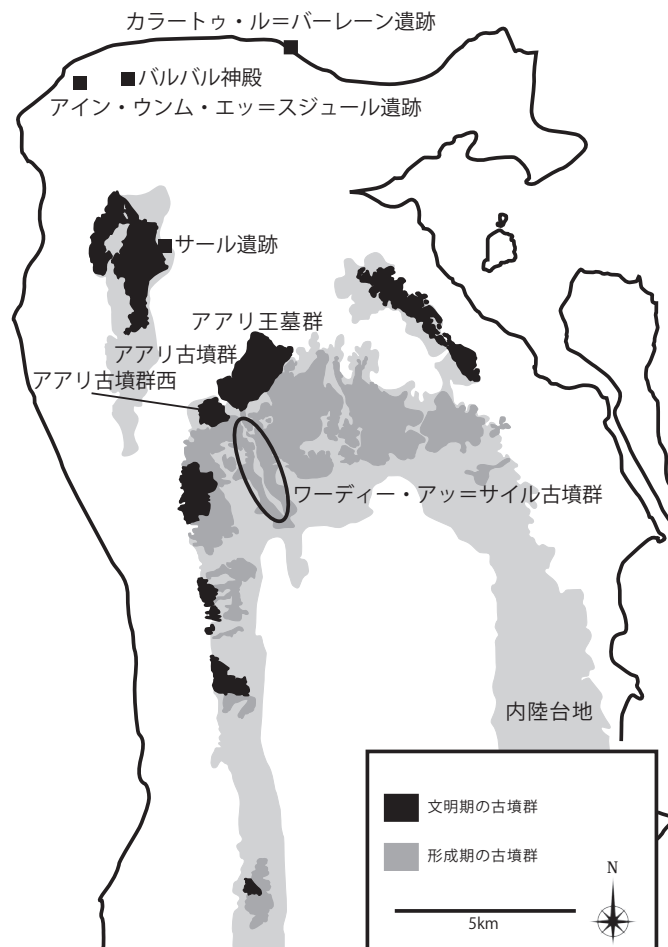 カラートゥ・ル＝バーレーン遺跡
バルバル神殿
アイン・ウンム・エッ＝スジュール遺跡
サール遺跡
アアリ王墓群
アアリ古墳群
アアリ古墳群西
ワーディー・アッ＝サイル古墳群
内陸台地
文明期の古墳群
形成期の古墳群
N
5km